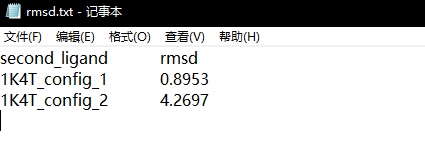 rmsd.txt - 记事本
文件(F) 编辑(E) 格式(O) 查看(V) 帮助(H)
second_ligand rmsd
1K4T_config_1 0.8953
1K4T_config_2 4.2697